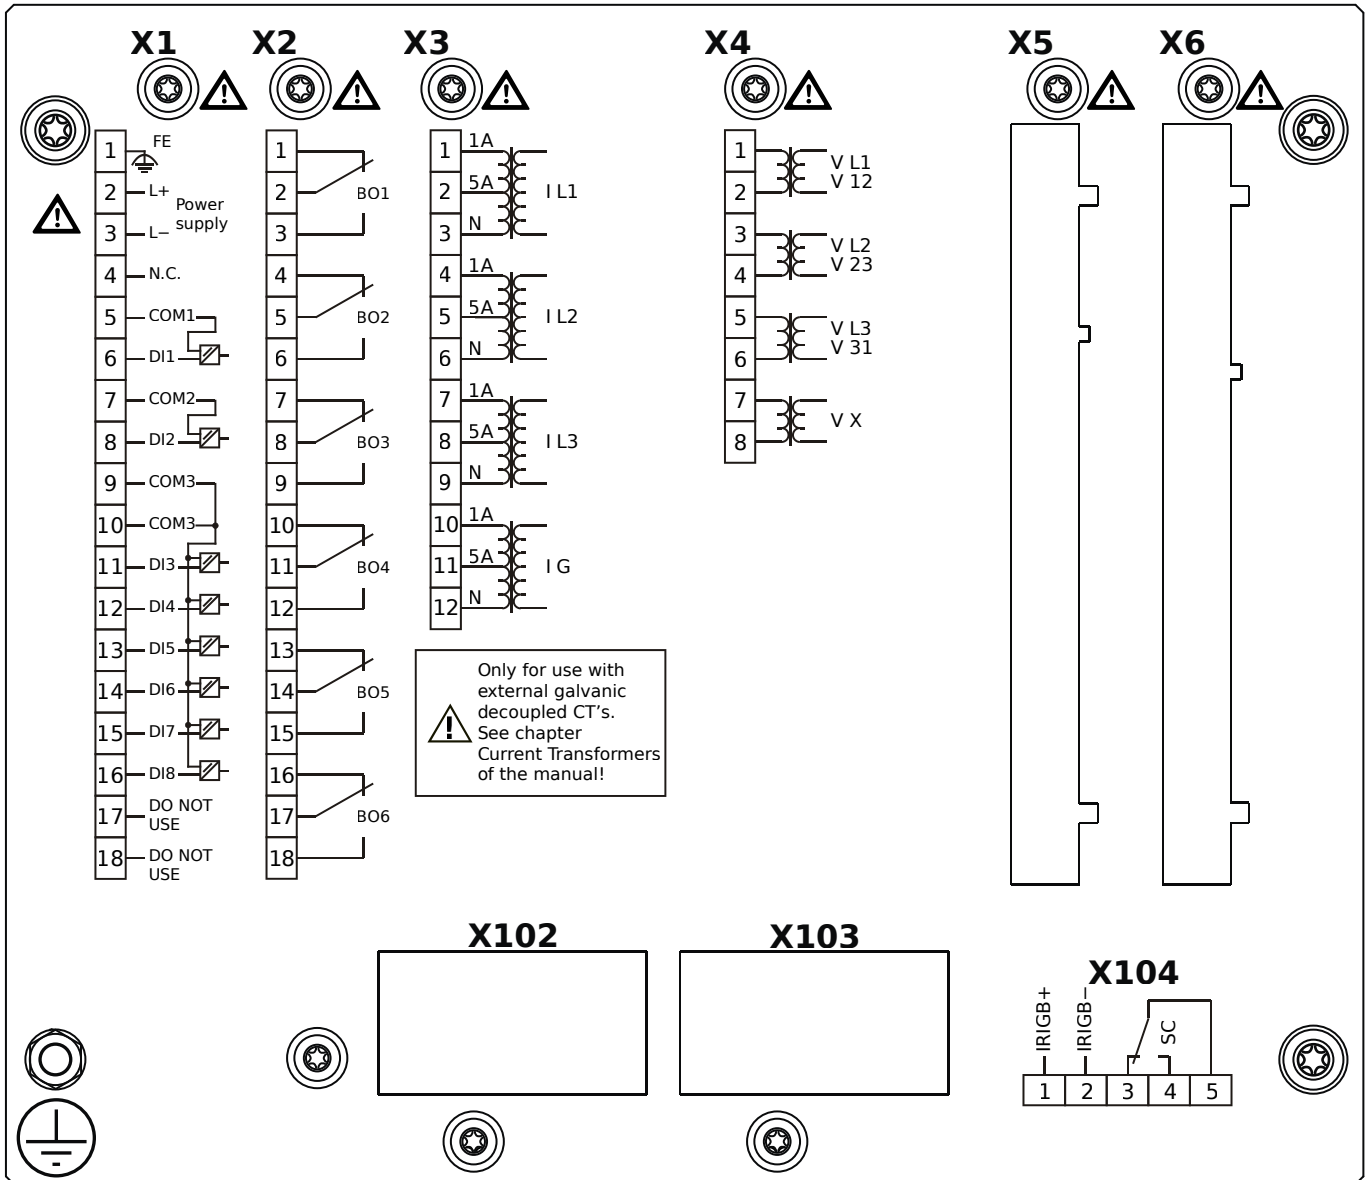 X1
X2
X3
X4
X5
X6
1 FE
2 L+
Power
supply
3 L−
4 N.C.
5 COM1
6 DI1
7 COM2
8 DI2
9 COM3
10 COM3
11 DI3
12 DI4
13 DI5
14 DI6
15 DI7
16 DI8
17 DO NOT
USE
18 DO NOT
USE
1
2 BO1
3
4
5 BO2
6
7
8 BO3
9
10
11 BO4
12
13
14 BO5
15
16
17 BO6
18
1 1A
2 5A I L1
3 N
4 1A
5 5A I L2
6 N
7 1A
8 5A I L3
9 N
10 1A
11 5A I G
12 N
Only for use with
external galvanic
decoupled CT's.
See chapter
Current Transformers
of the manual!
1 V L1
2 V 12
3 V L2
4 V 23
5 V L3
6 V 31
7 V X
8
X102
X103
X104
IRIGB+
IRIGB−
SC
1 2 3 4 5